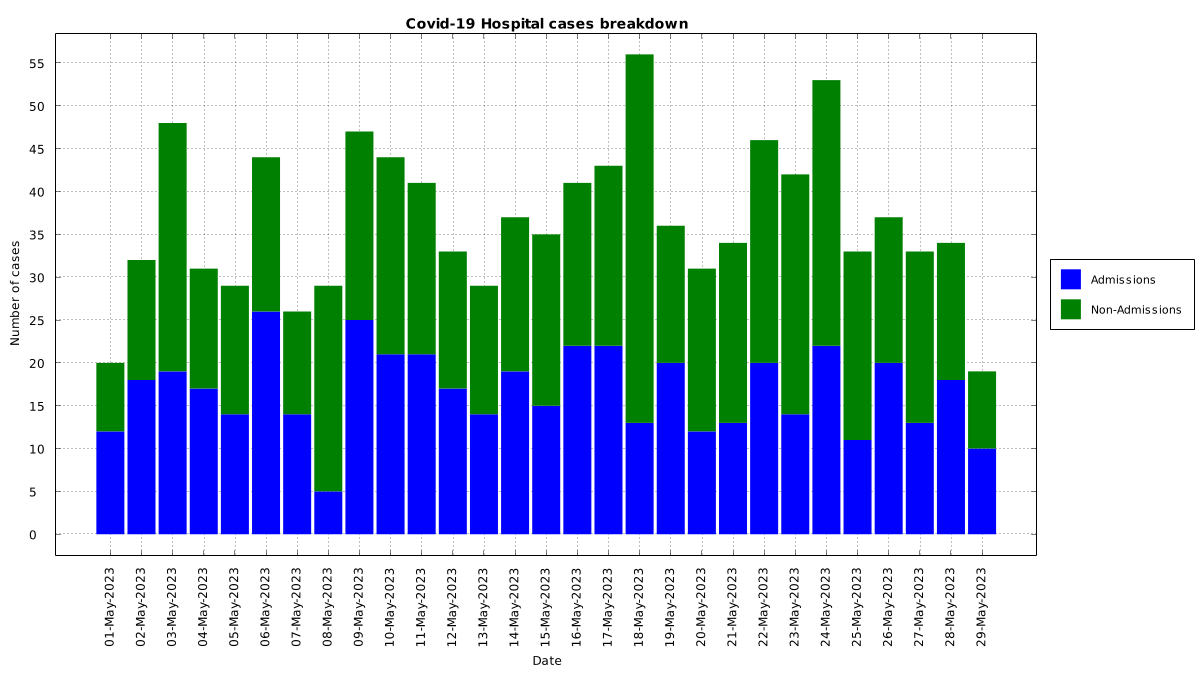 Covid-19 Hospital cases breakdown
Number of cases
55
50
45
40
35
30
25
20
15
10
5
0
01-May-2023
02-May-2023
03-May-2023
04-May-2023
05-May-2023
06-May-2023
07-May-2023
08-May-2023
09-May-2023
10-May-2023
11-May-2023
12-May-2023
13-May-2023
14-May-2023
15-May-2023
16-May-2023
17-May-2023
18-May-2023
19-May-2023
20-May-2023
21-May-2023
22-May-2023
23-May-2023
24-May-2023
25-May-2023
26-May-2023
27-May-2023
28-May-2023
29-May-2023
Date
Admissions
Non-Admissions